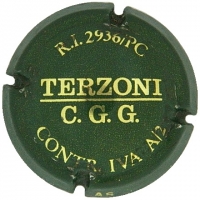 R.I. 2936/PC
TERZONI
C. G. G.
CONTR. IVA A/2